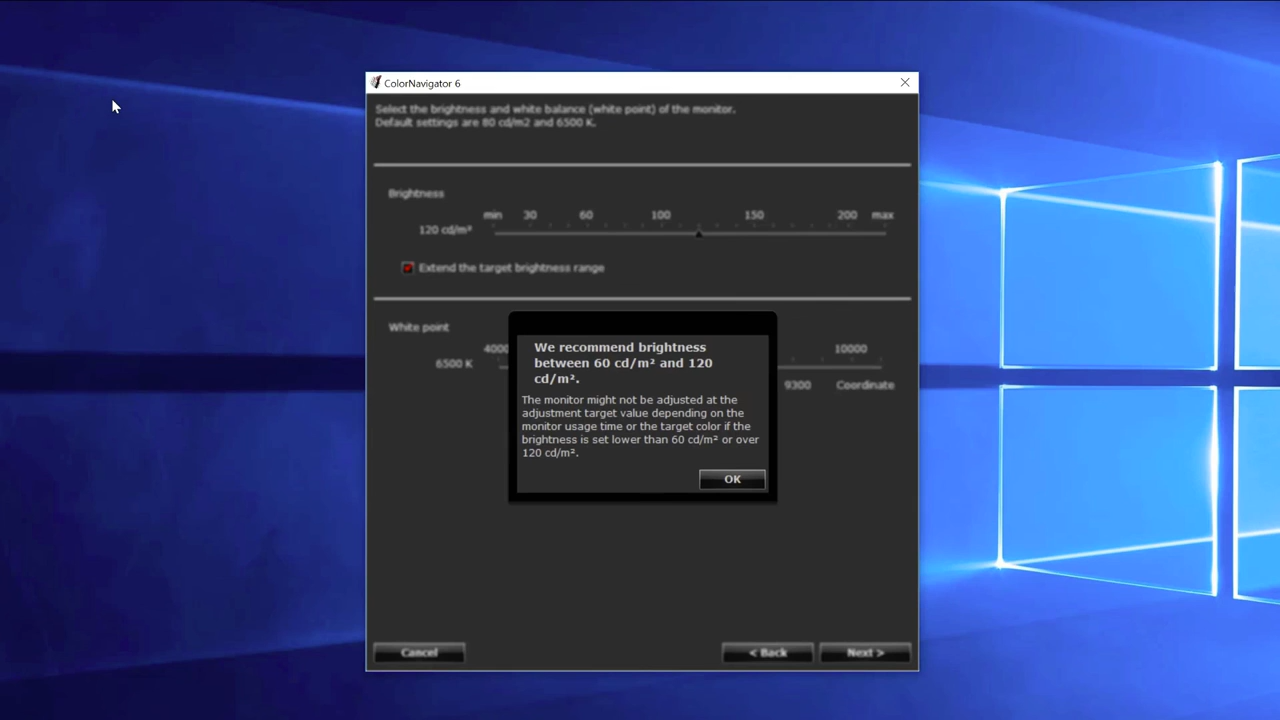 ColorNavigator 6
Select the brightness and white balance (white point) of the monitor.
Default settings are 80 cd/m2 and 6500 K.
Brightness
min 30 60 100 150 200 max
120 cd/m²
Extend the target brightness range
White point
4000 10000
6500 K
9300 Coordinate
We recommend brightness
between 60 cd/m² and 120
cd/m².
The monitor might not be adjusted at the
adjustment target value depending on the
monitor usage time or the target color if the
brightness is set lower than 60 cd/m² or over
120 cd/m².
OK
Cancel < Back Next >